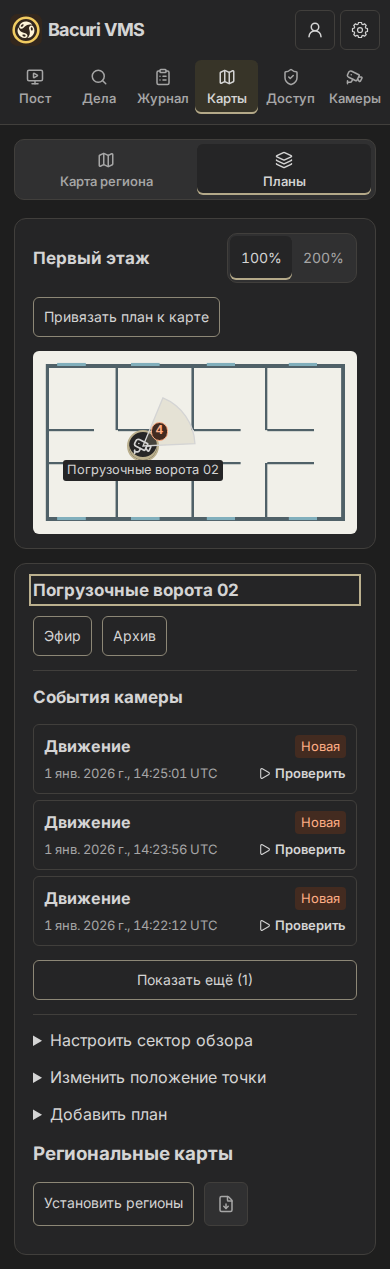 Bacuri VMS
Пост
Дела
Журнал
Карты
Доступ
Камеры
Карта региона
Планы
Первый этаж
100%
200%
Привязать план к карте
4
Погрузочные ворота 02
Погрузочные ворота 02
Эфир
Архив
События камеры
Движение
Новая
1 янв. 2026 г., 14:25:01 UTC
Проверить
Движение
Новая
1 янв. 2026 г., 14:23:56 UTC
Проверить
Движение
Новая
1 янв. 2026 г., 14:22:12 UTC
Проверить
Показать ещё (1)
Настроить сектор обзора
Изменить положение точки
Добавить план
Региональные карты
Установить регионы